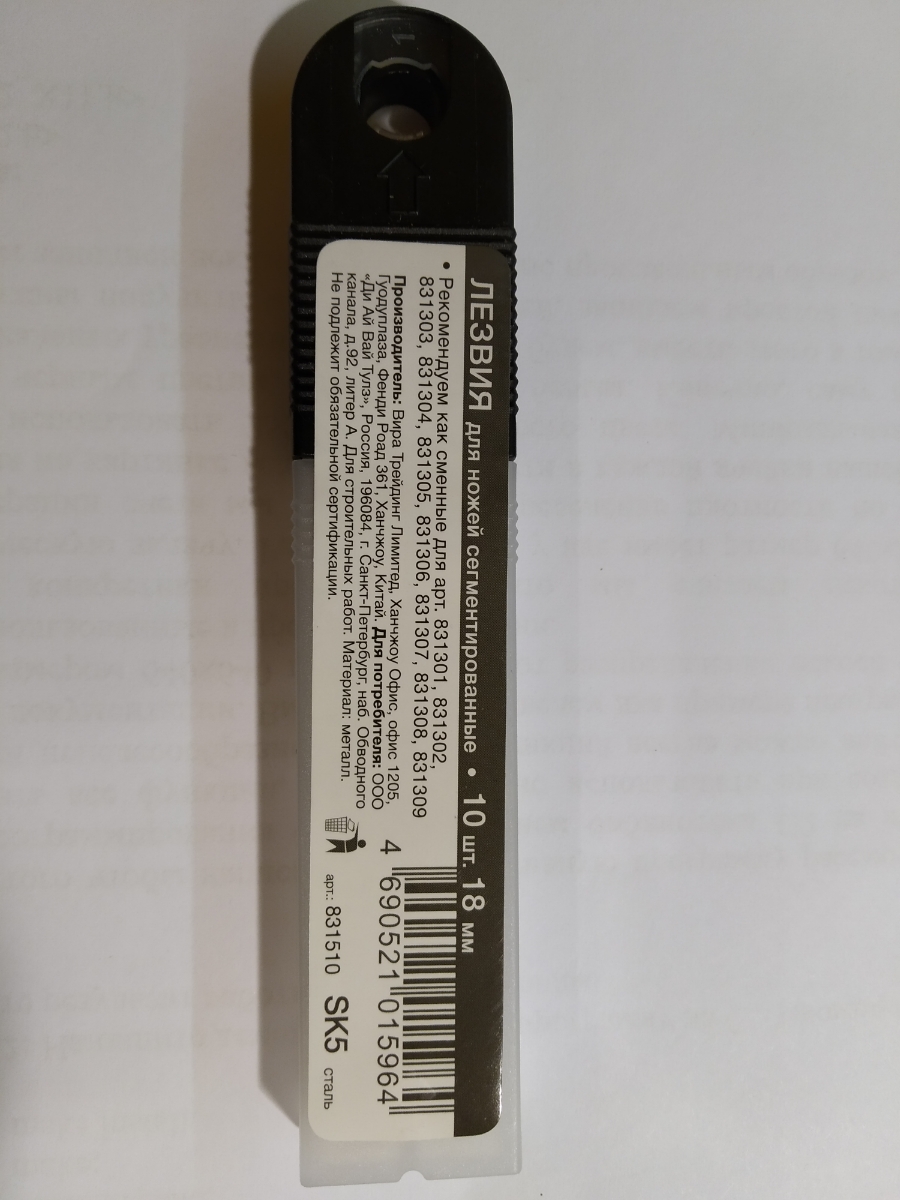 ЛЕЗВИЯ для ножей сегментированные • 10 шт. 18 мм
• Рекомендуем как сменные для арт. 831301, 831302,
831303, 831304, 831305, 831306, 831307, 831308, 831309
Производитель: Вира Трейдинг Лимитед, Ханчжоу Офис, офис 1205,
Гуодуплаза, Фенди Роад 361, Ханчжоу, Китай. Для потребителя: ООО
«Ди Ай Вай Тулз», Россия, 196084, г. Санкт-Петербург, наб. Обводного
канала, д.92, литер А. Для строительных работ. Материал: металл.
Не подлежит обязательной сертификации.
4 690521 015964
арт.: 831510 SK5 сталь